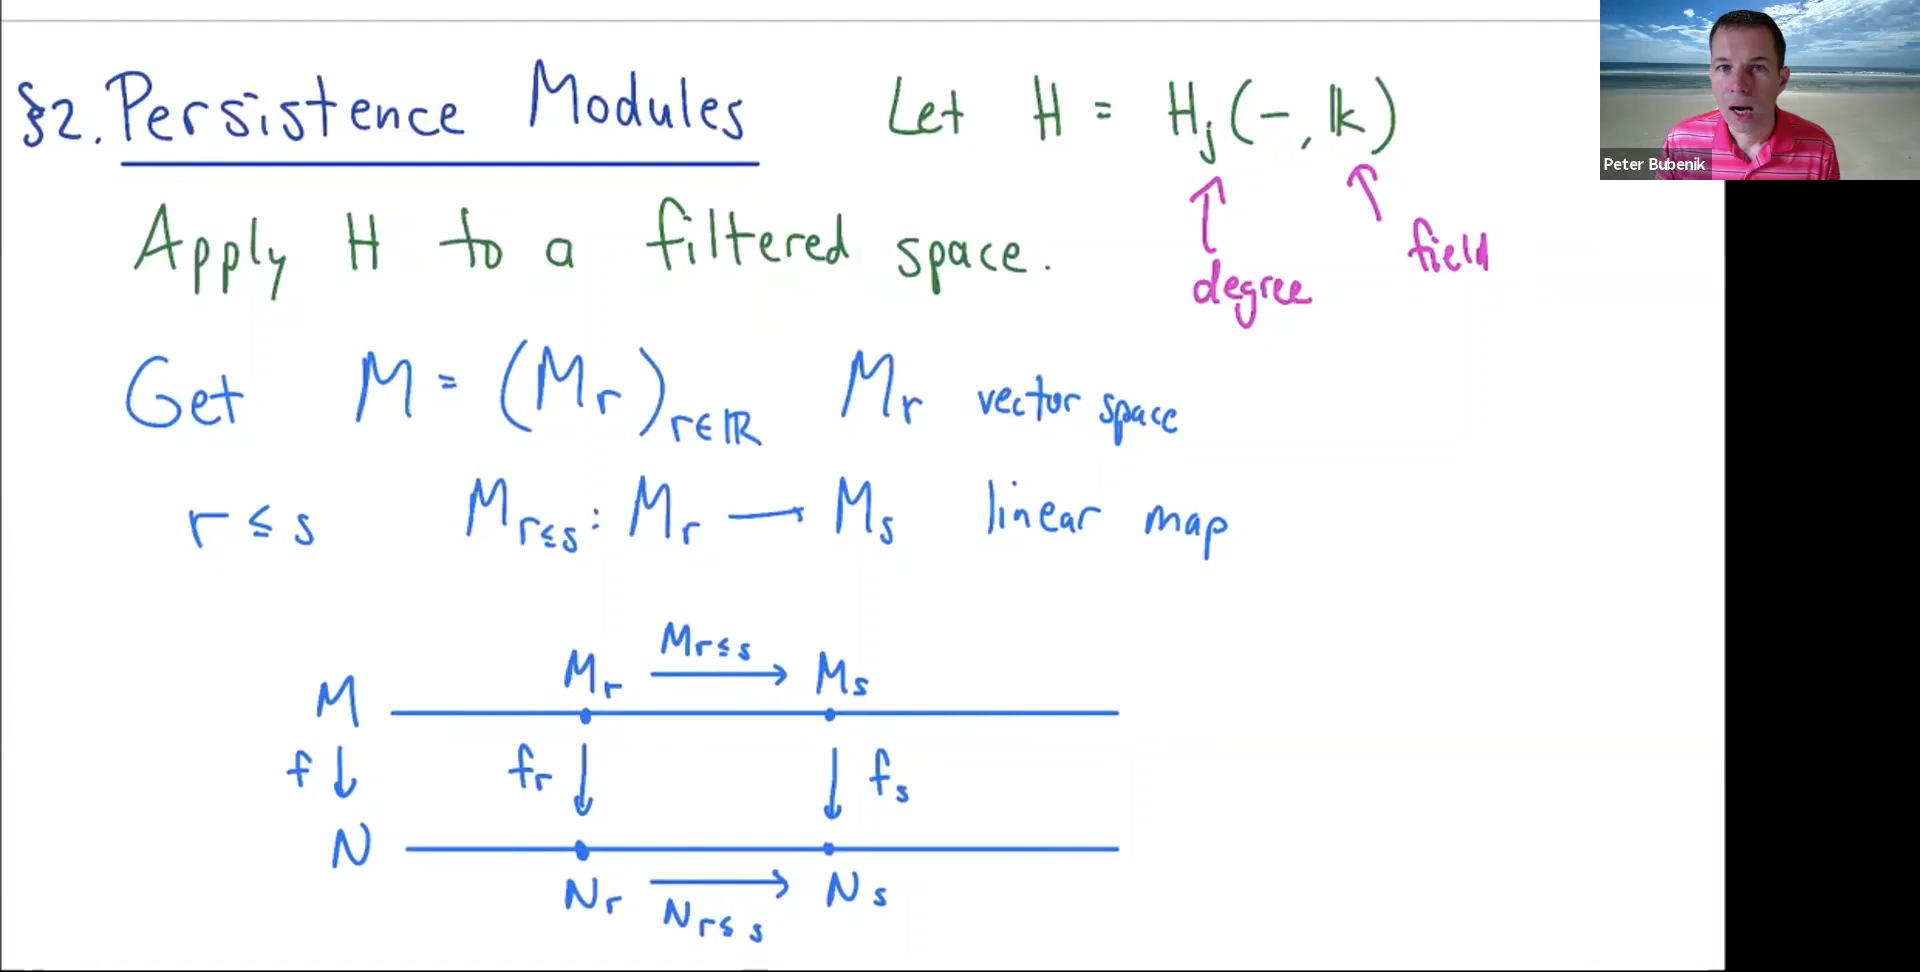 §2. Persistence Modules Let H = Hⱼ(-, 𝕜)
degree
field
Apply H to a filtered space.
Get M = (Mᵣ)r∈ℝ Mᵣ vector space
r ≤ s Mr≤s : Mᵣ → Mₛ linear map
Mr≤s
M Mᵣ → Mₛ
f ↓ fᵣ ↓ ↓ fₛ
N
Nᵣ → Nₛ
Nr≤s
Peter Bubenik